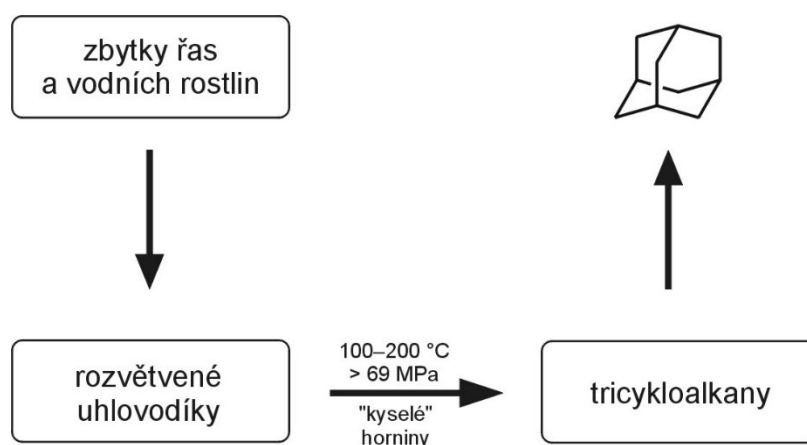 zbytky řas
a vodních rostlin
rozvětvené
uhlovodíky
100–200 °C
> 69 MPa
"kyselé"
horniny
tricykloalkany